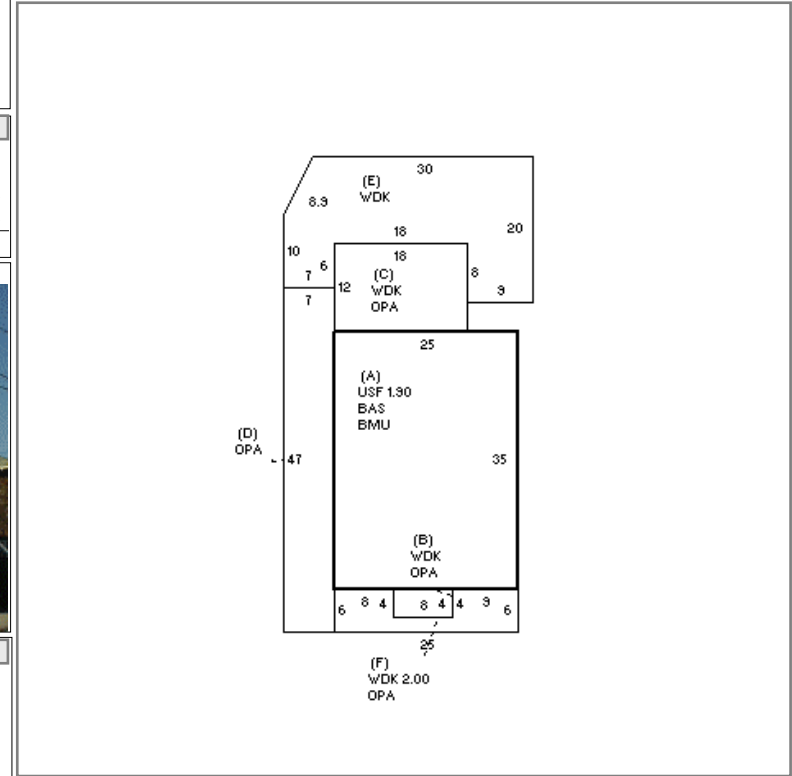 30
(E)
WDK
8.9
20
18
10
18
6
8
7
(C)
12
WDK
9
7
OPA
25
(A)
USF 1.90
BAS
BMU
(D)
OPA
47
35
(B)
WDK
OPA
6 8 4 8 4 4 9 6
25
(F)
WDK 2.00
OPA